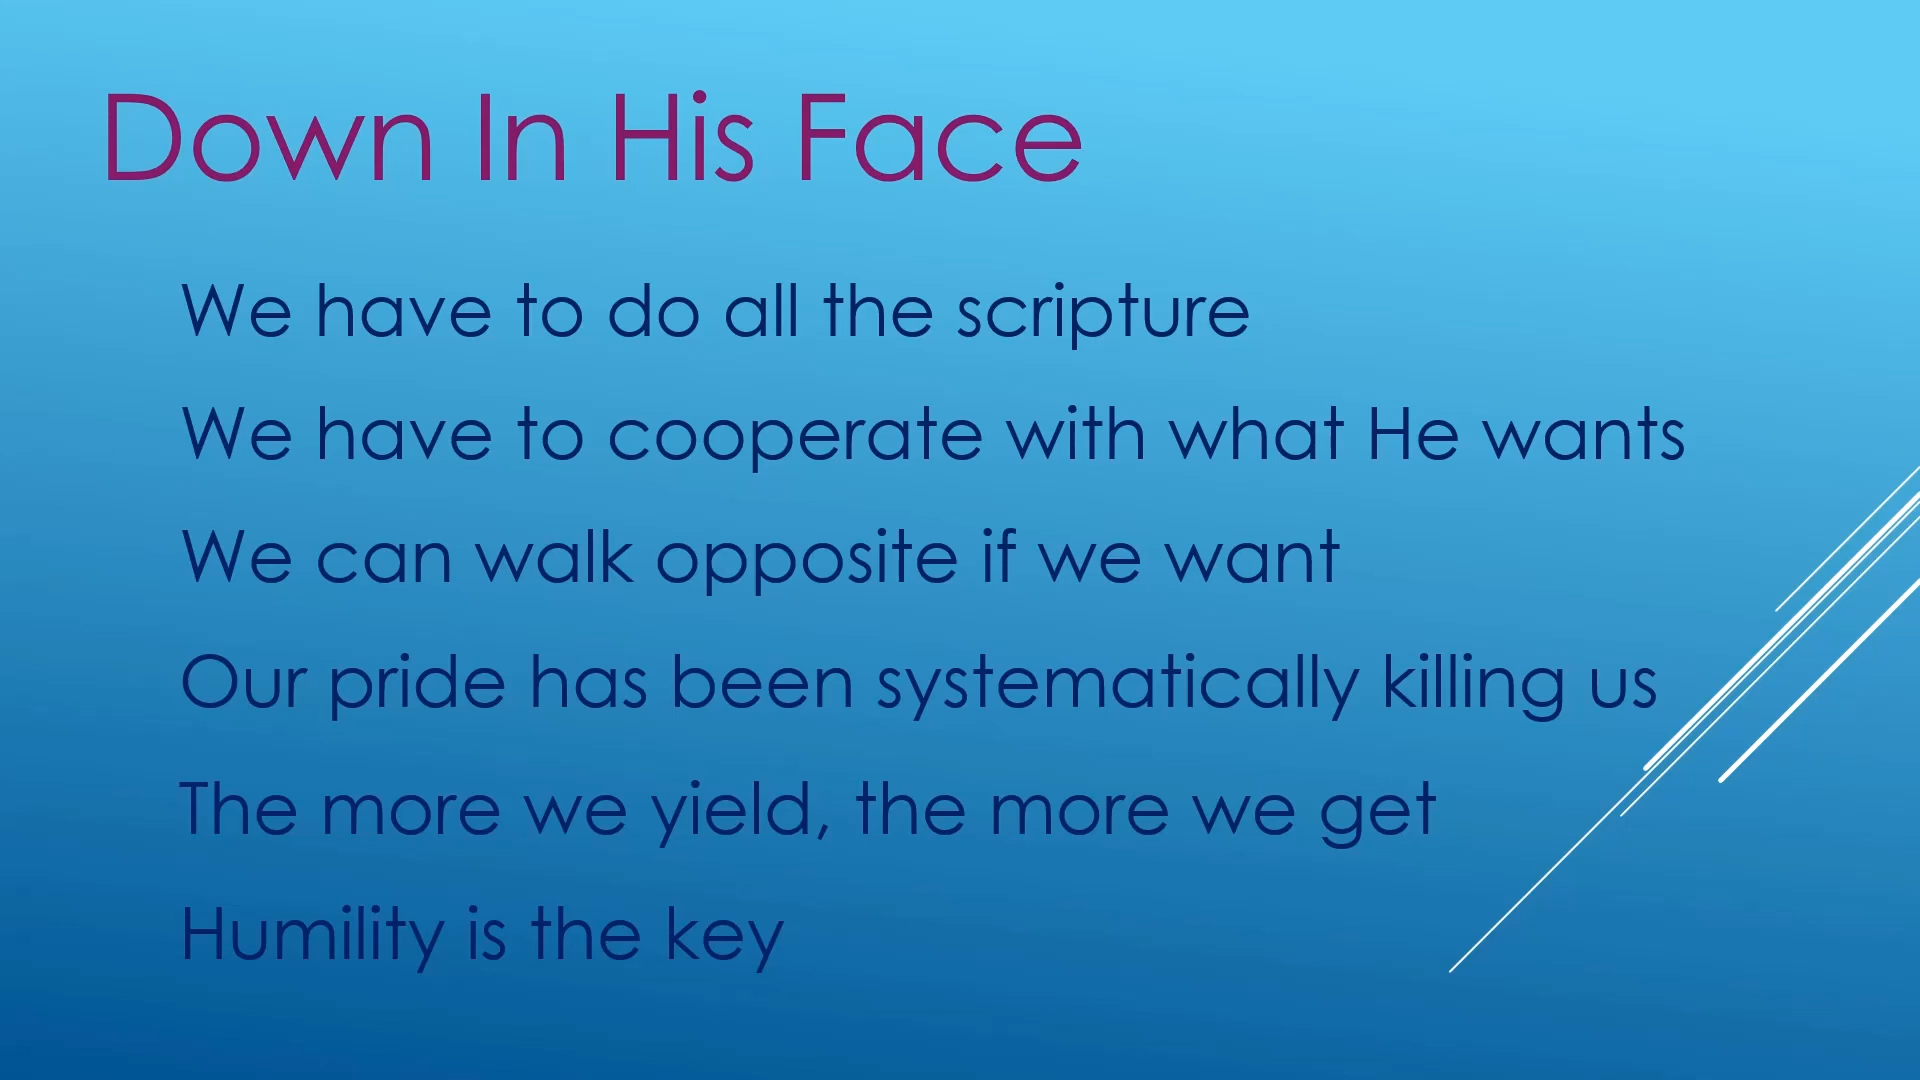 Down In His Face
We have to do all the scripture
We have to cooperate with what He wants
We can walk opposite if we want
Our pride has been systematically killing us
The more we yield, the more we get
Humility is the key